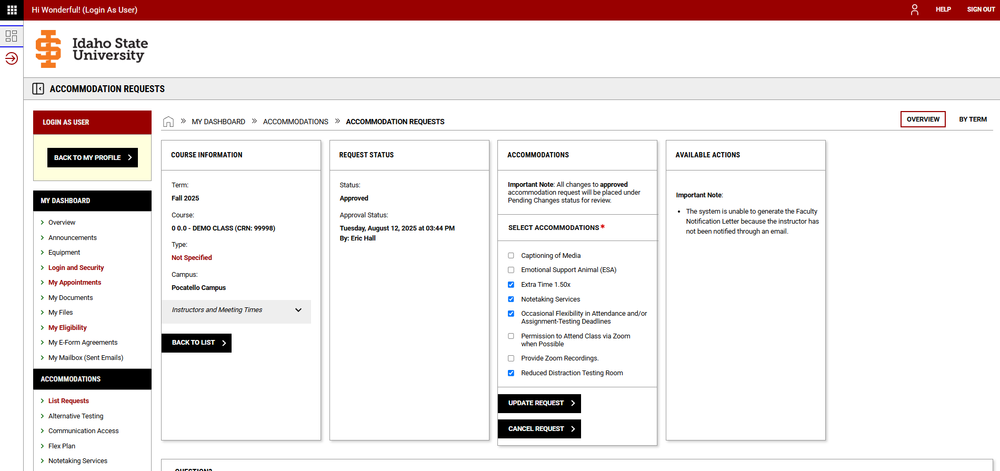 Hi Wonderful! (Login As User)
HELP
SIGN OUT
Idaho State
University
ACCOMMODATION REQUESTS
LOGIN AS USER
BACK TO MY PROFILE
MY DASHBOARD
Overview
Announcements
Equipment
Login and Security
My Appointments
My Documents
My Files
My Eligibility
My E-Form Agreements
My Mailbox (Sent Emails)
ACCOMMODATIONS
List Requests
Alternative Testing
Communication Access
Flex Plan
Notetaking Services
MY DASHBOARD
ACCOMMODATIONS
ACCOMMODATION REQUESTS
OVERVIEW
BY TERM
COURSE INFORMATION
Term:
Fall 2025
Course:
0 0.0 - DEMO CLASS (CRN: 99998)
Type:
Not Specified
Campus:
Pocatello Campus
Instructors and Meeting Times
BACK TO LIST
REQUEST STATUS
Status:
Approved
Approval Status:
Tuesday, August 12, 2025 at 03:44 PM
By: Eric Hall
ACCOMMODATIONS
Important Note: All changes to approved
accommodation request will be placed under
Pending Changes status for review.
SELECT ACCOMMODATIONS *
Captioning of Media
Emotional Support Animal (ESA)
Extra Time 1.50x
Notetaking Services
Occasional Flexibility in Attendance and/or
Assignment-Testing Deadlines
Permission to Attend Class via Zoom
when Possible
Provide Zoom Recordings.
Reduced Distraction Testing Room
UPDATE REQUEST
CANCEL REQUEST
AVAILABLE ACTIONS
Important Note:
• The system is unable to generate the Faculty
Notification Letter because the instructor has
not been notified through an email.
QUESTION?